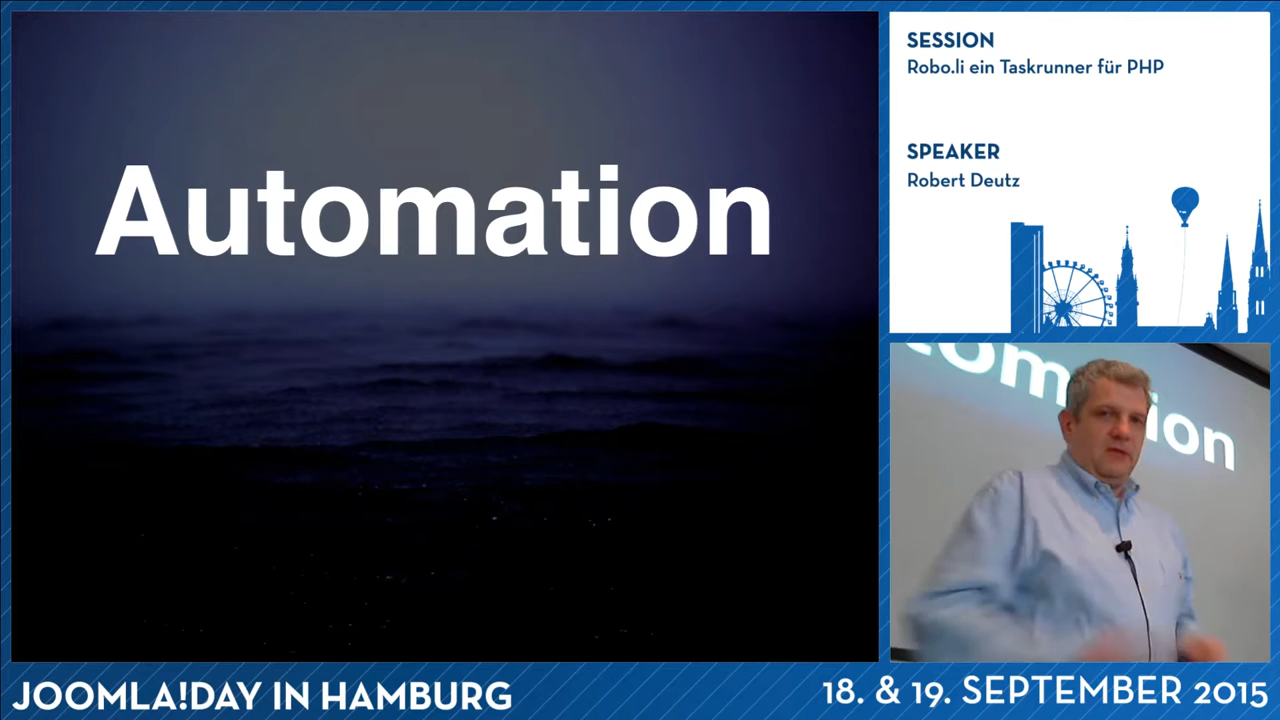 Automation
SESSION
Robo.li ein Taskrunner für PHP
SPEAKER
Robert Deutz
tomation
JOOMLA!DAY IN HAMBURG
18. & 19. SEPTEMBER 2015